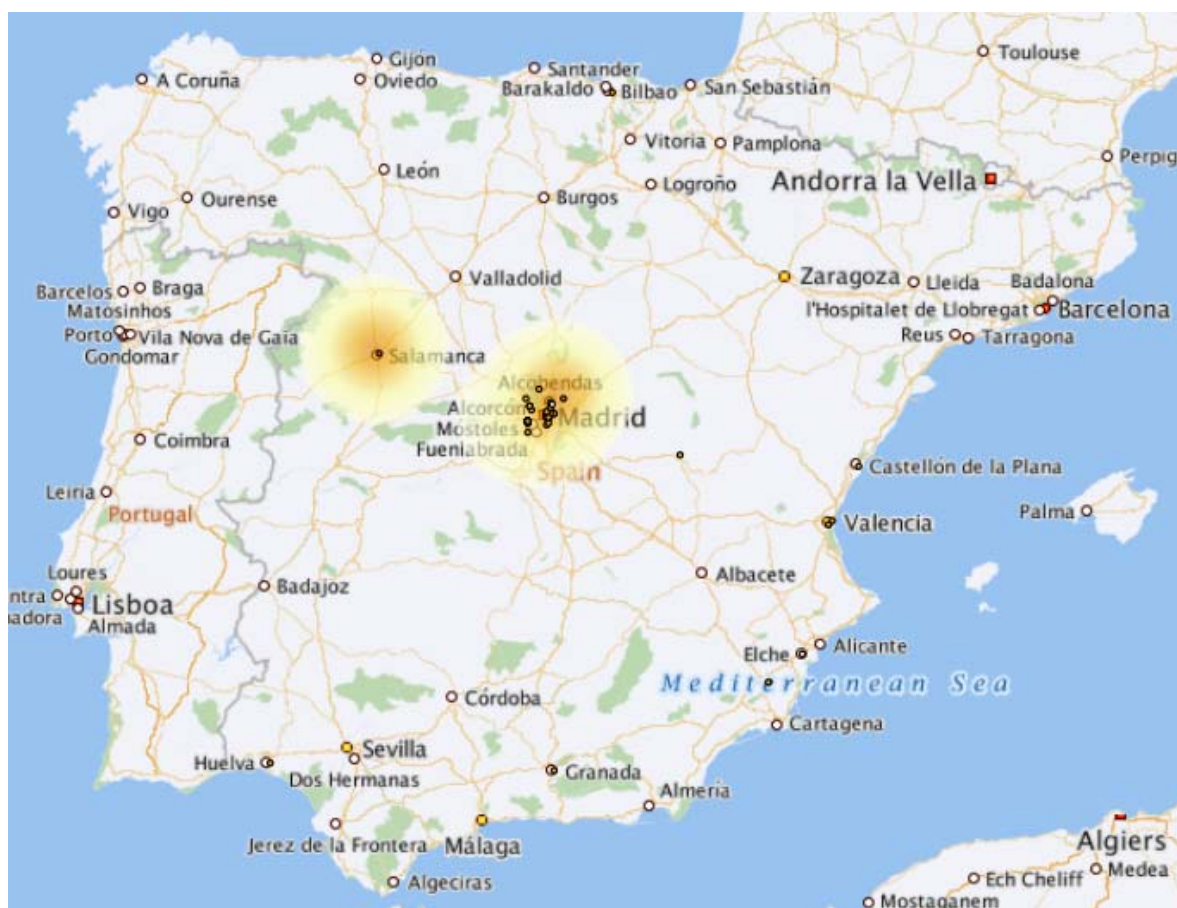 Gijón
Toulouse
A Coruña
Oviedo
Santander
Barakaldo
Bilbao
San Sebastián
Vitoria
Pamplona
Perpig
León
Logroño
Andorra la Vella
Ourense
Burgos
Vigo
Valladolid
Zaragoza
Lleida
Badalona
Barcelos
Braga
Matosinhos
l'Hospitalet de Llobregat
Barcelona
Porto
Vila Nova de Gaia
Reus
Tarragona
Gondomar
Salamanca
Alcobendas
Alcorcón
Madrid
Móstoles
Coimbra
Fuenlabrada
Spain
Castellón de la Plana
Leiria
Portugal
Palma
Valencia
Loures
Albacete
Badajoz
ntra
Lisboa
adora
Almada
Alicante
Elche
Mediterranean Sea
Córdoba
Cartagena
Sevilla
Huelva
Dos Hermanas
Granada
Almería
Jerez de la Frontera
Málaga
Algiers
Medea
Algeciras
Ech Cheliff
Mostaganem